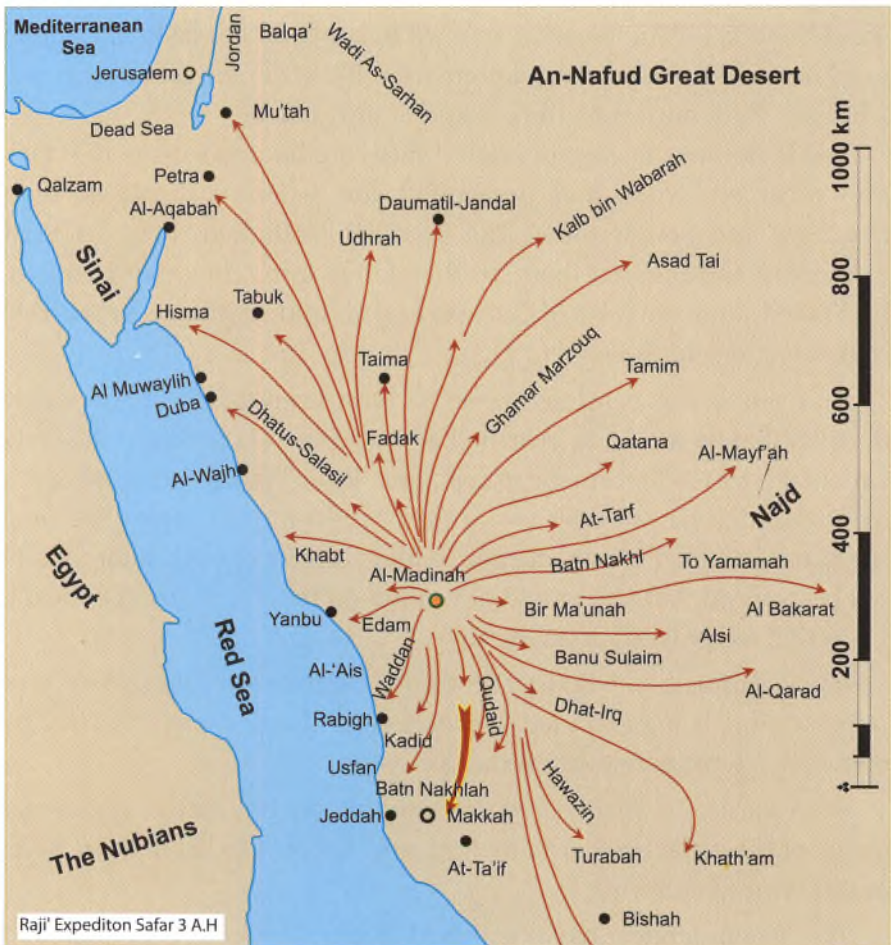 Mediterranean
Sea
Jerusalem
Jordan
Balqa'
Wadi As-Sarhan
An-Nafud Great Desert
Dead Sea
Mu'tah
1000 km
Qalzam
Petra
Al-Aqabah
Daumatil-Jandal
Kalb bin Wabarah
Udhrah
Asad Tai
Sinai
800
Hisma
Tabuk
Taima
Tamim
Al Muwaylih
Duba
Ghamar Marzouq
600
Dhatus-Salasil
Fadak
Qatana
Al-Mayf'ah
Al-Wajh
Najd
At-Tarf
400
Khabt
Batn Nakhl
Egypt
Al-Madinah
To Yamamah
Yanbu
Edam
Bir Ma'unah
Al Bakarat
Red Sea
Alsi
Al-'Ais
Waddan
Banu Sulaim
200
Al-Qarad
Qudaid
Dhat-Irq
Rabigh
Kadid
Usfan
Batn Nakhlah
Hawazin
Jeddah
Makkah
The Nubians
At-Ta'if
Turabah
Khath'am
Bishah
Raji' Expediton Safar 3 A.H